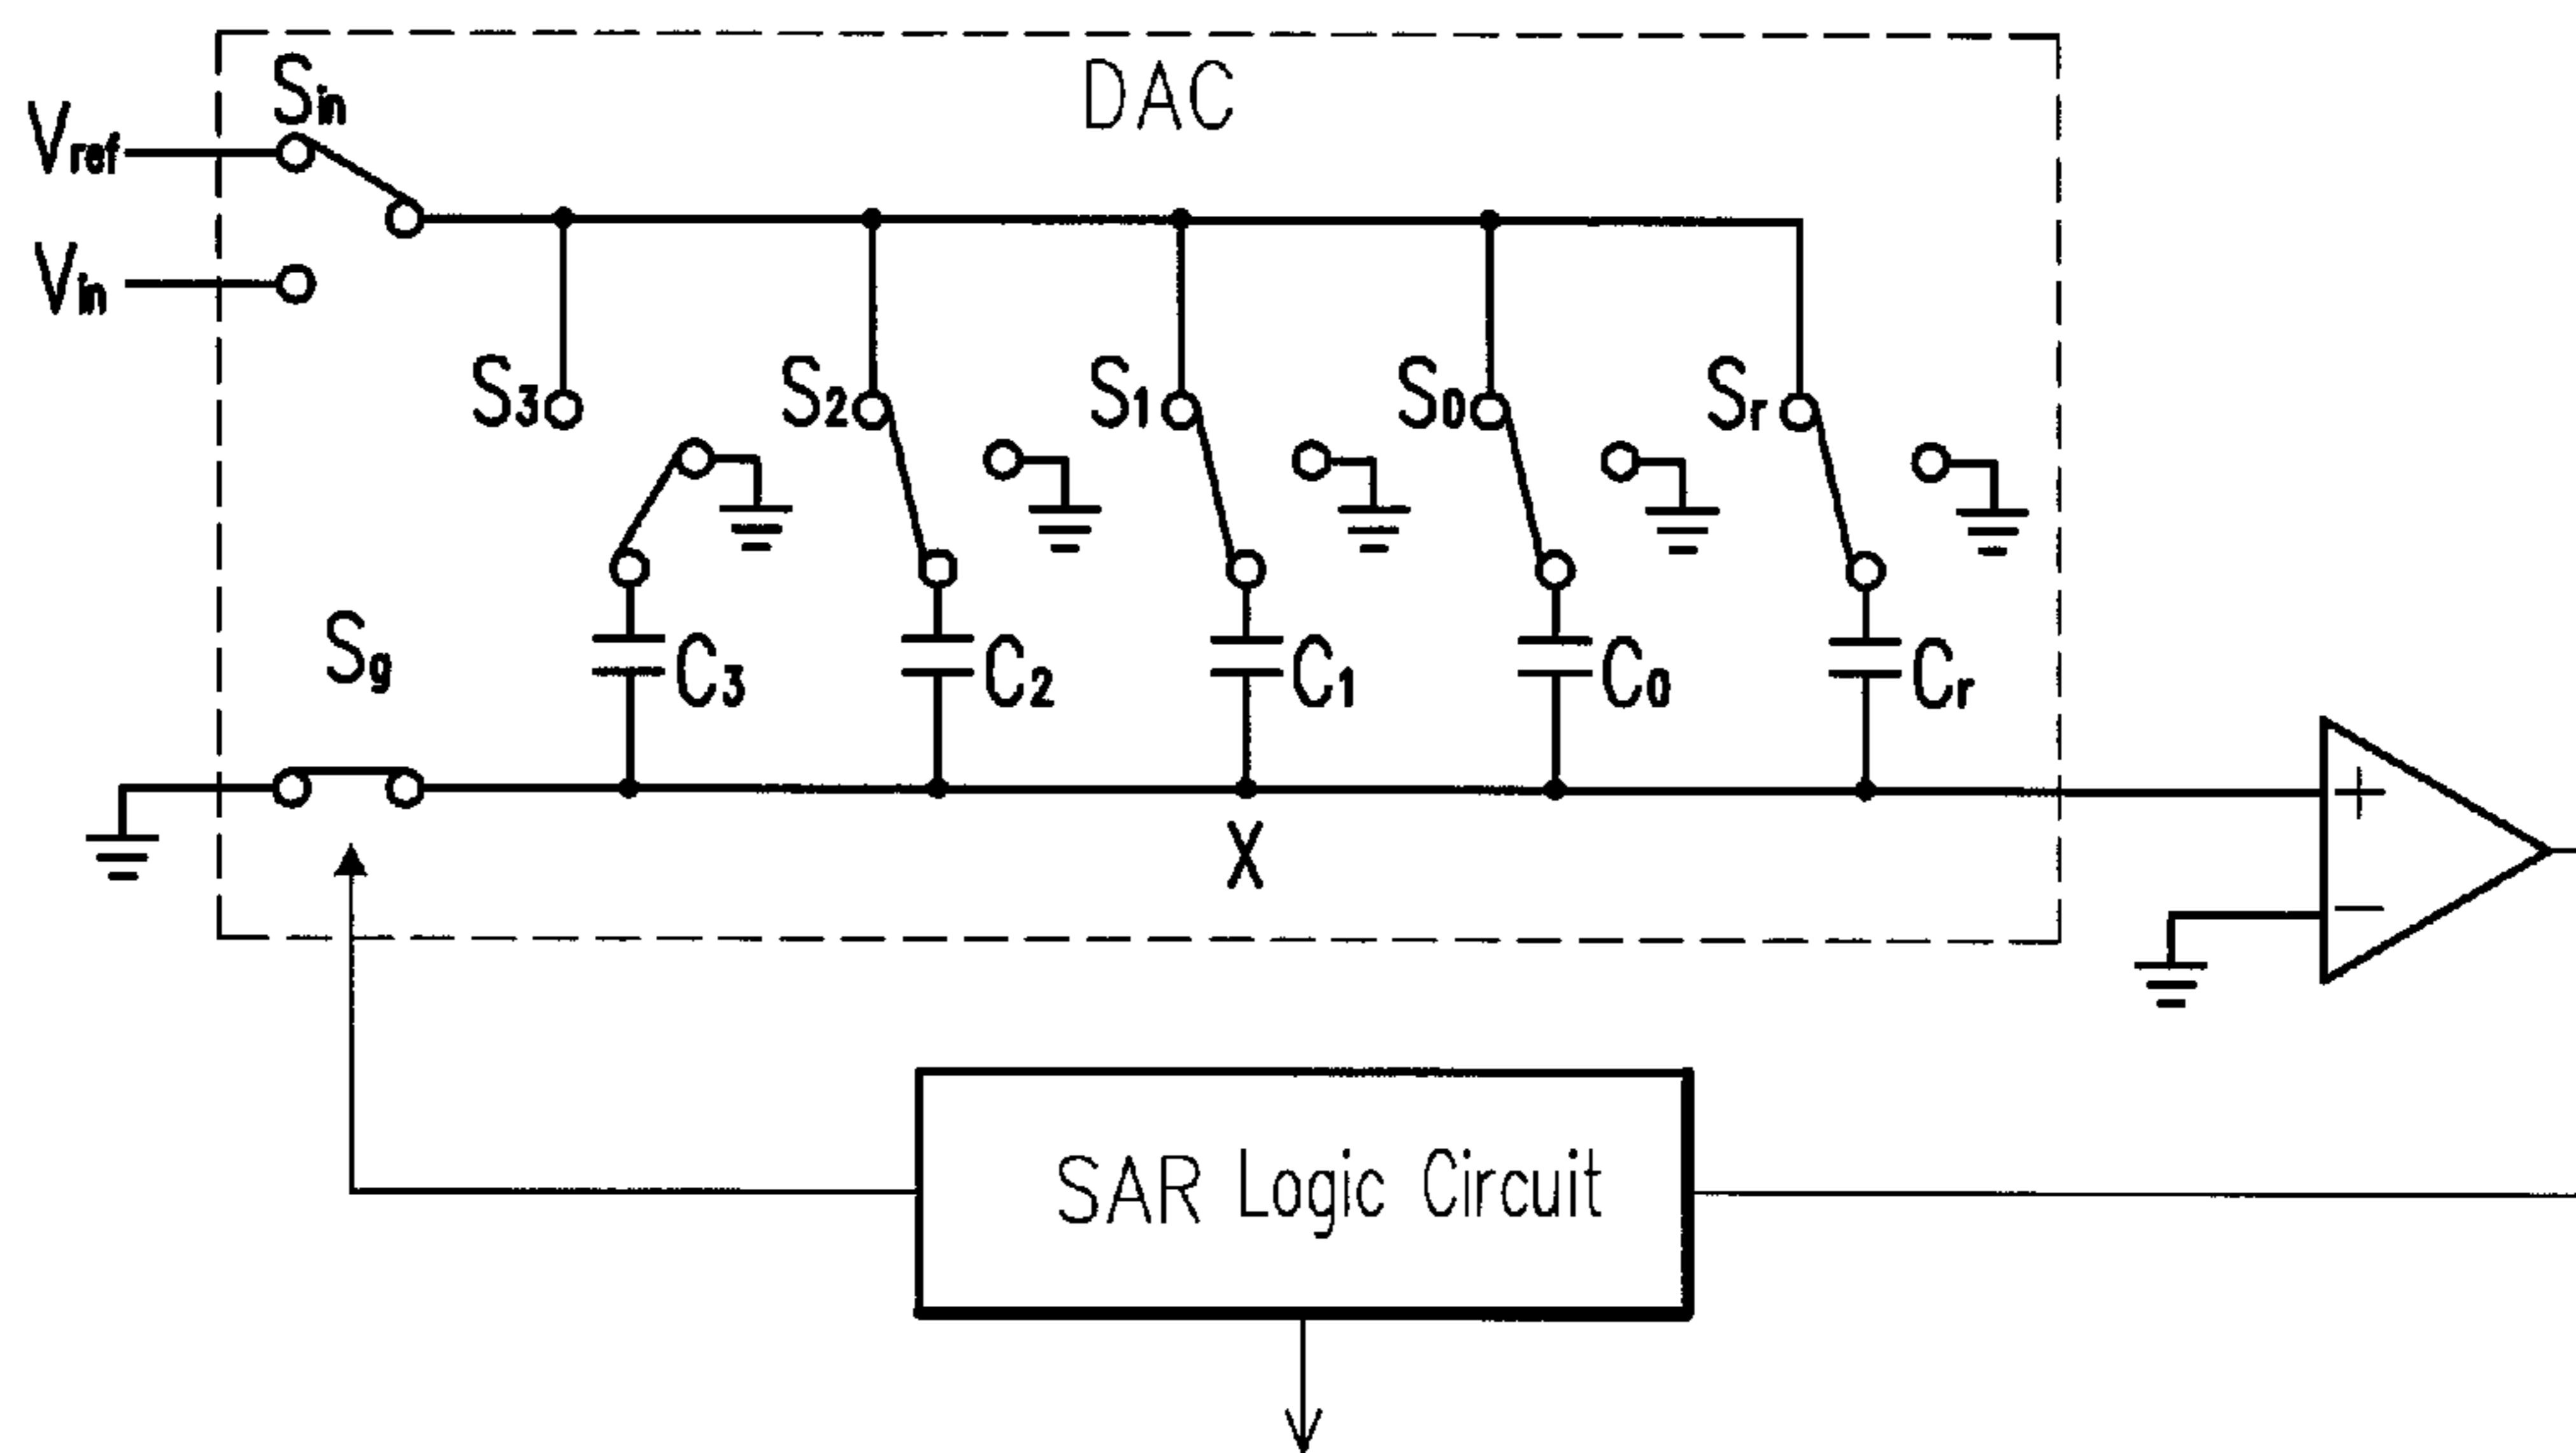 DAC
Sin
Vref
Vin
S3 S2 S1 S0 Sr
Sg
C3 C2 C1 C0 Cr
+
X
−
SAR Logic Circuit